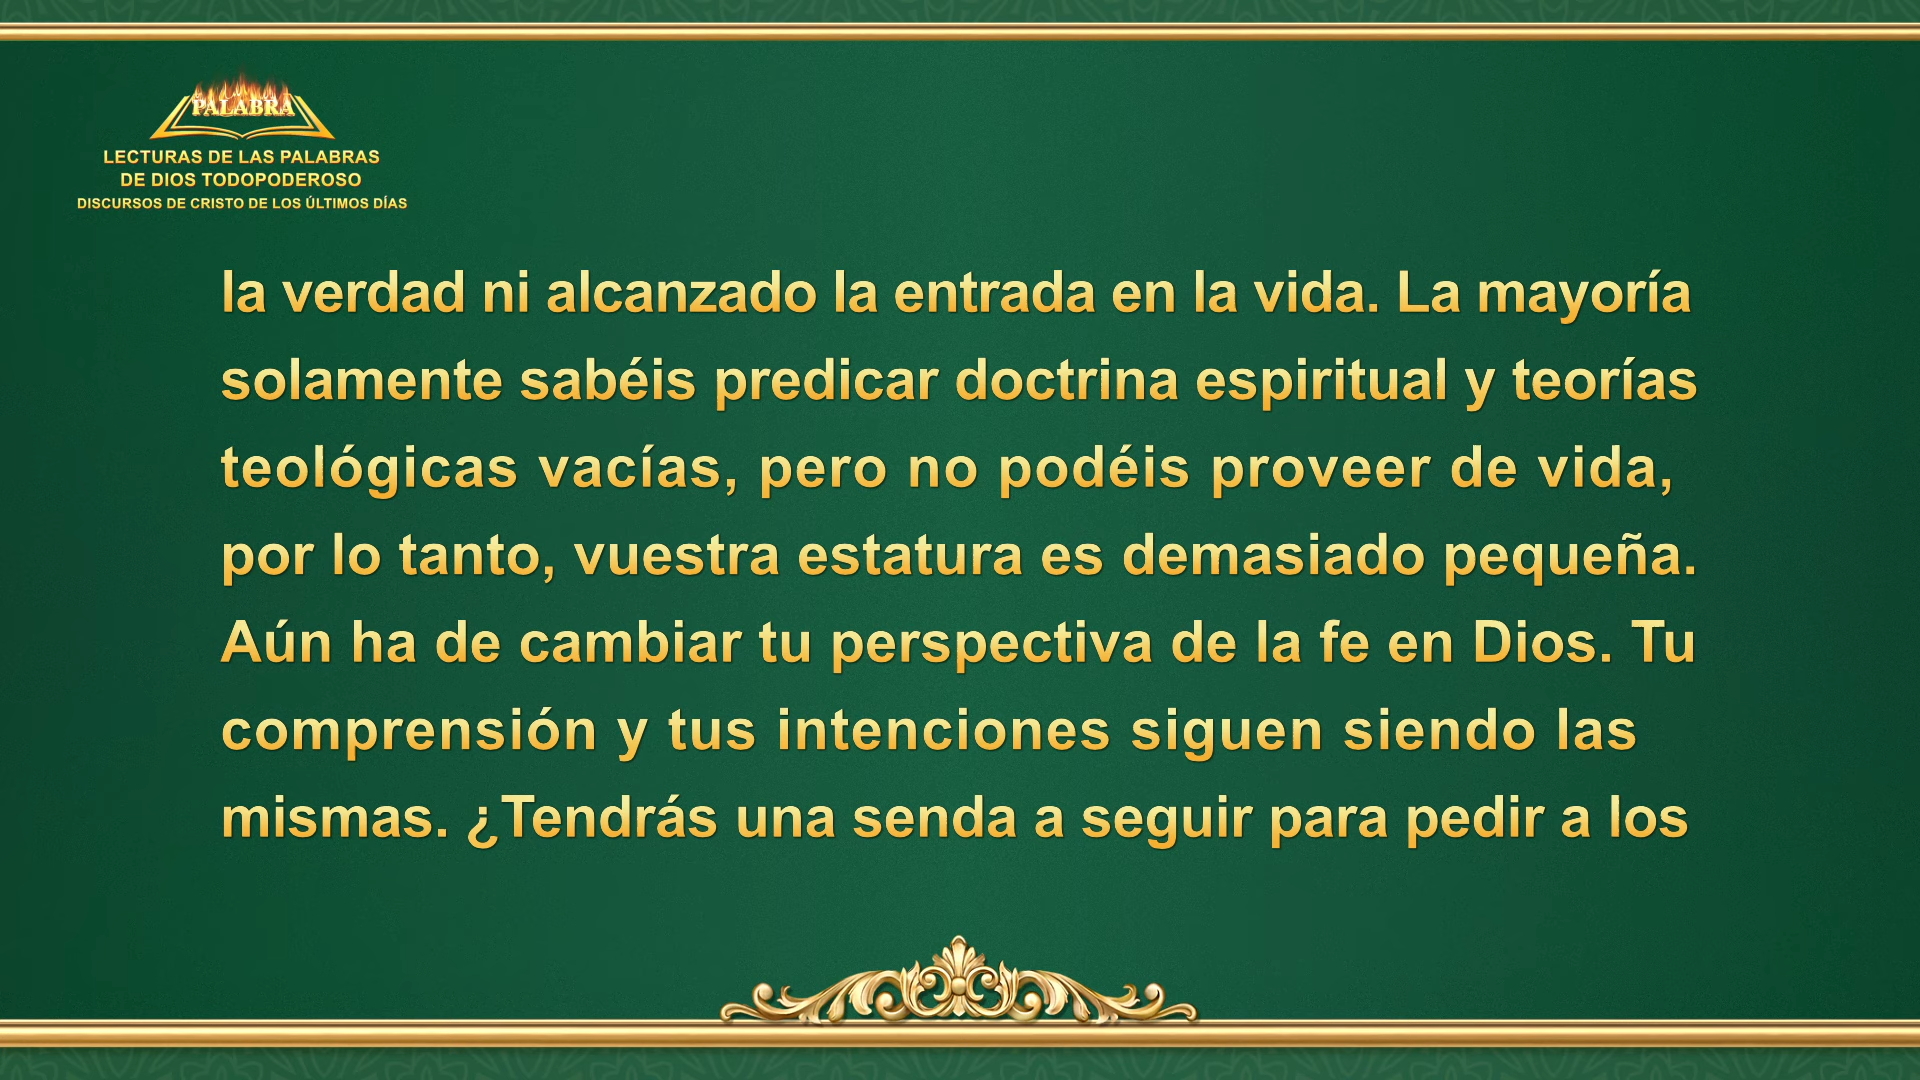 PALABRA
LECTURAS DE LAS PALABRAS
DE DIOS TODOPODEROSO
DISCURSOS DE CRISTO DE LOS ÚLTIMOS DÍAS
la verdad ni alcanzado la entrada en la vida. La mayoría
solamente sabéis predicar doctrina espiritual y teorías
teológicas vacías, pero no podéis proveer de vida,
por lo tanto, vuestra estatura es demasiado pequeña.
Aún ha de cambiar tu perspectiva de la fe en Dios. Tu
comprensión y tus intenciones siguen siendo las
mismas. ¿Tendrás una senda a seguir para pedir a los